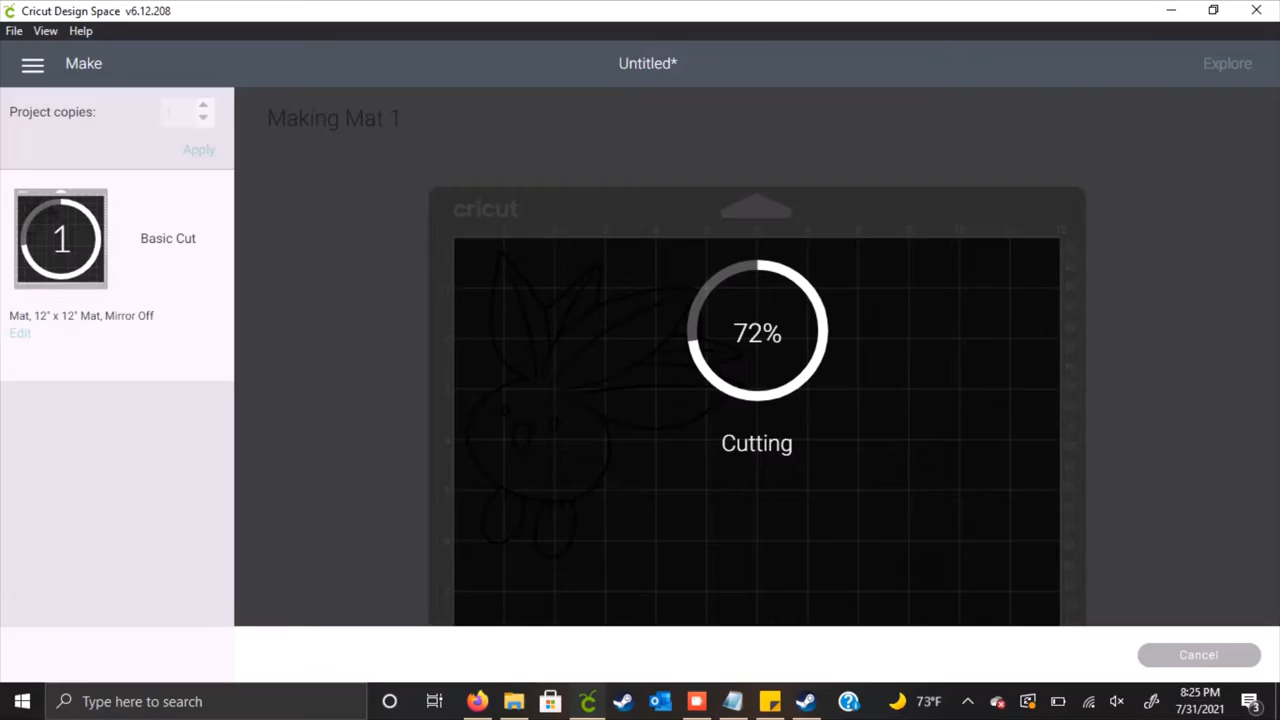 Cricut Design Space v6.12.208
File View Help
Make
Untitled*
Explore
Project copies:
Apply
Making Mat 1
cricut
1
Basic Cut
Mat, 12" x 12" Mat, Mirror Off
Edit
72%
Cutting
Cancel
Type here to search
73°F
8:25 PM
7/31/2021
3